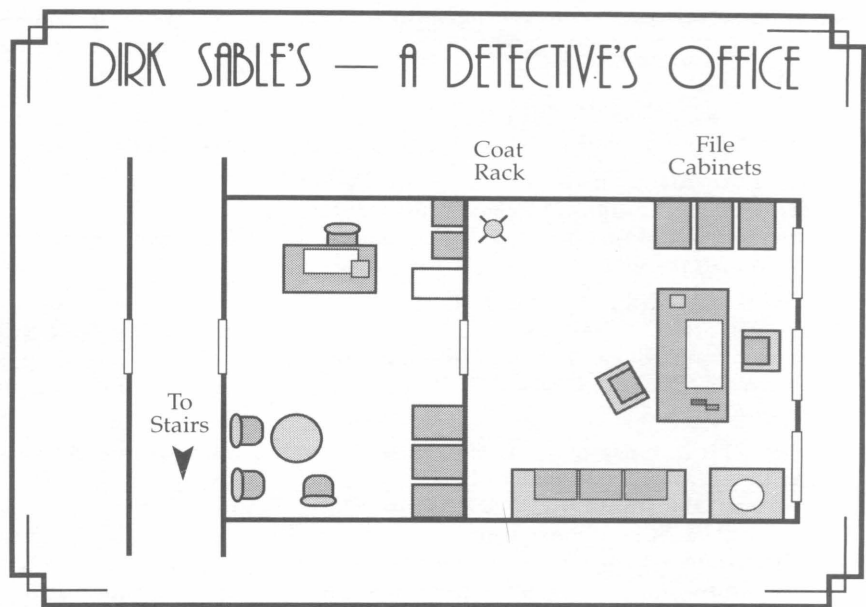 DIRK SABLE'S — A DETECTIVE'S OFFICE
Coat
Rack
File
Cabinets
To
Stairs